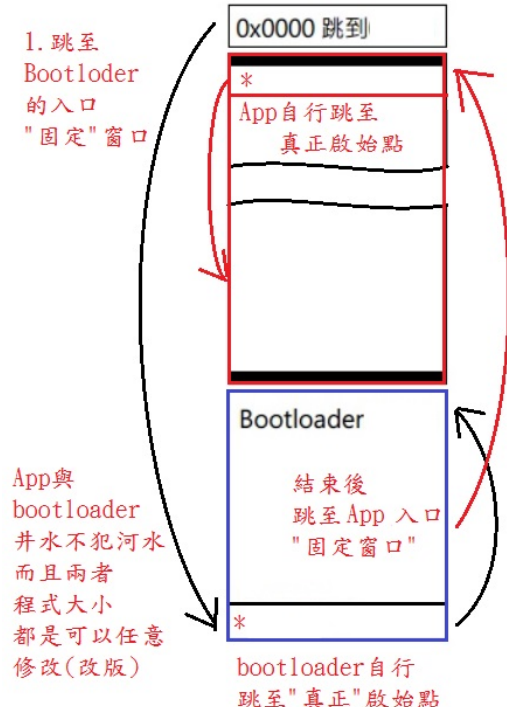 0x0000 跳到
1.跳至
Bootloder
的入口
"固定"窗口
*
App自行跳至
真正啟始點
Bootloader
結束後
跳至App 入口
"固定窗口"
App與
bootloader
井水不犯河水
而且兩者
程式大小
都是可以任意
修改(改版)
*
bootloader自行
跳至"真正"啟始點